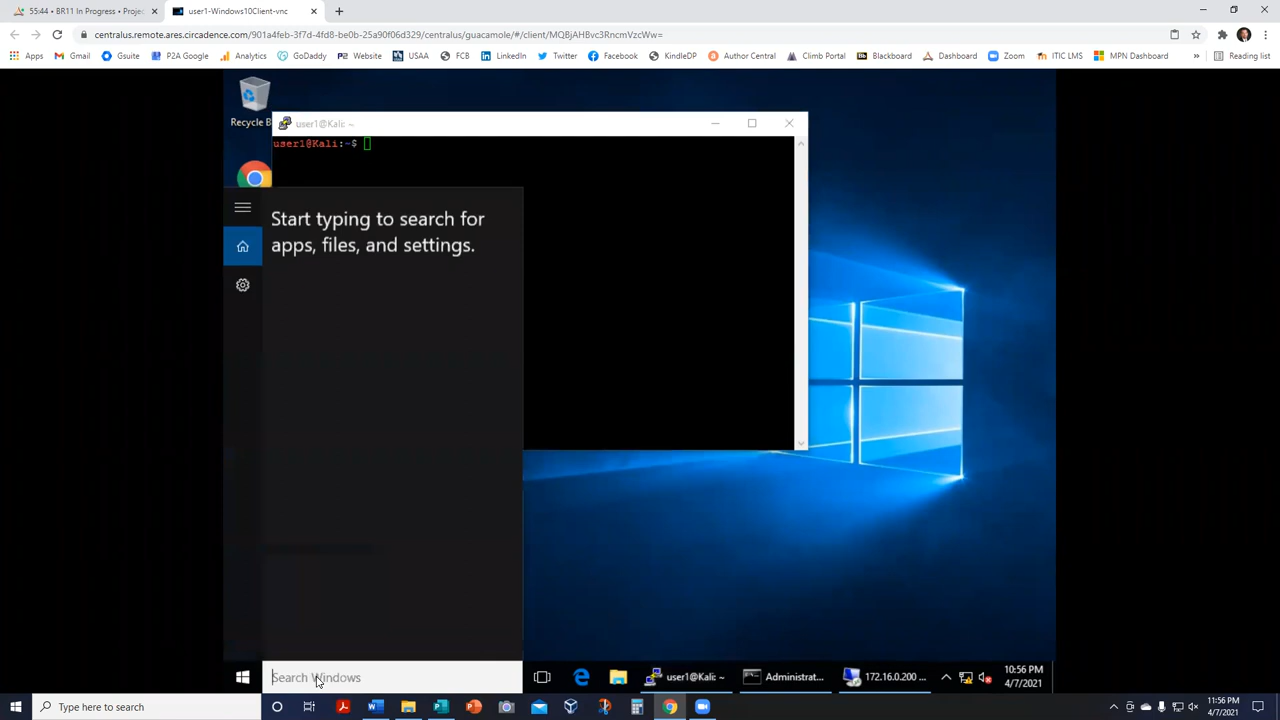 55:44 • BR11 In Progress • Projec
user1-Windows10Client-vnc
centralus.remote.ares.circadence.com/901a4feb-3f7d-4fd8-be0b-25a90f06d329/centralus/guacamole/#/client/MQBjAHBvc3RncmVzcWw=
Apps
Gmail
Gsuite
P2A Google
Analytics
GoDaddy
Website
USAA
FCB
LinkedIn
Twitter
Facebook
KindleDP
Author Central
Climb Portal
Blackboard
Dashboard
Zoom
ITIC LMS
MPN Dashboard
»
Reading list
Recycle B
user1@Kali: ~
user1@Kali:~$
Start typing to search for
apps, files, and settings.
Search Windows
user1@Kali: ~
Administrat...
172.16.0.200 ...
10:56 PM
4/7/2021
Type here to search
11:56 PM
4/7/2021